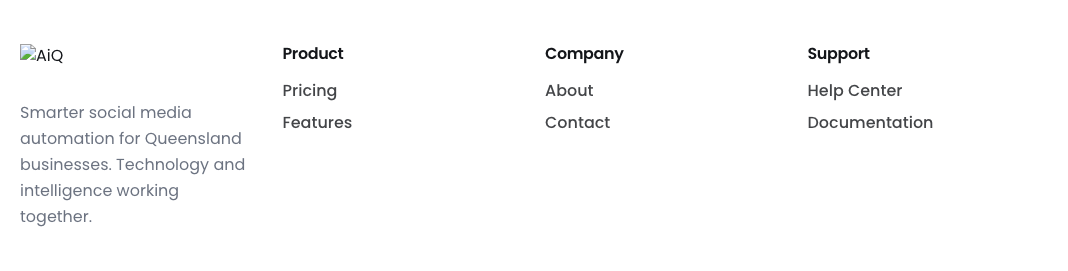 AiQ
Smarter social media
automation for Queensland
businesses. Technology and
intelligence working
together.
Product
Pricing
Features
Company
About
Contact
Support
Help Center
Documentation